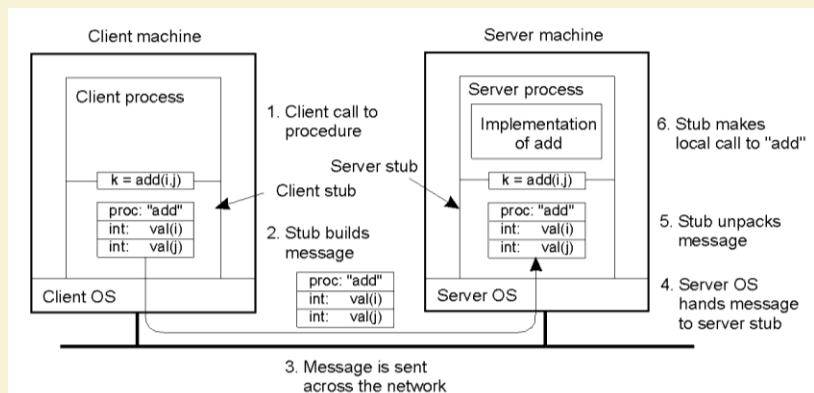 Client machine
Server machine
Client process
1. Client call to
procedure
Server process
Implementation
of add
6. Stub makes
local call to "add"
Server stub
k = add(i,j)
k = add(i,j)
Client stub
proc: "add"
int: val(i)
int: val(j)
2. Stub builds
message
proc: "add"
int: val(i)
int: val(j)
proc: "add"
int: val(i)
int: val(j)
5. Stub unpacks
message
Client OS
Server OS
4. Server OS
hands message
to server stub
3. Message is sent
across the network